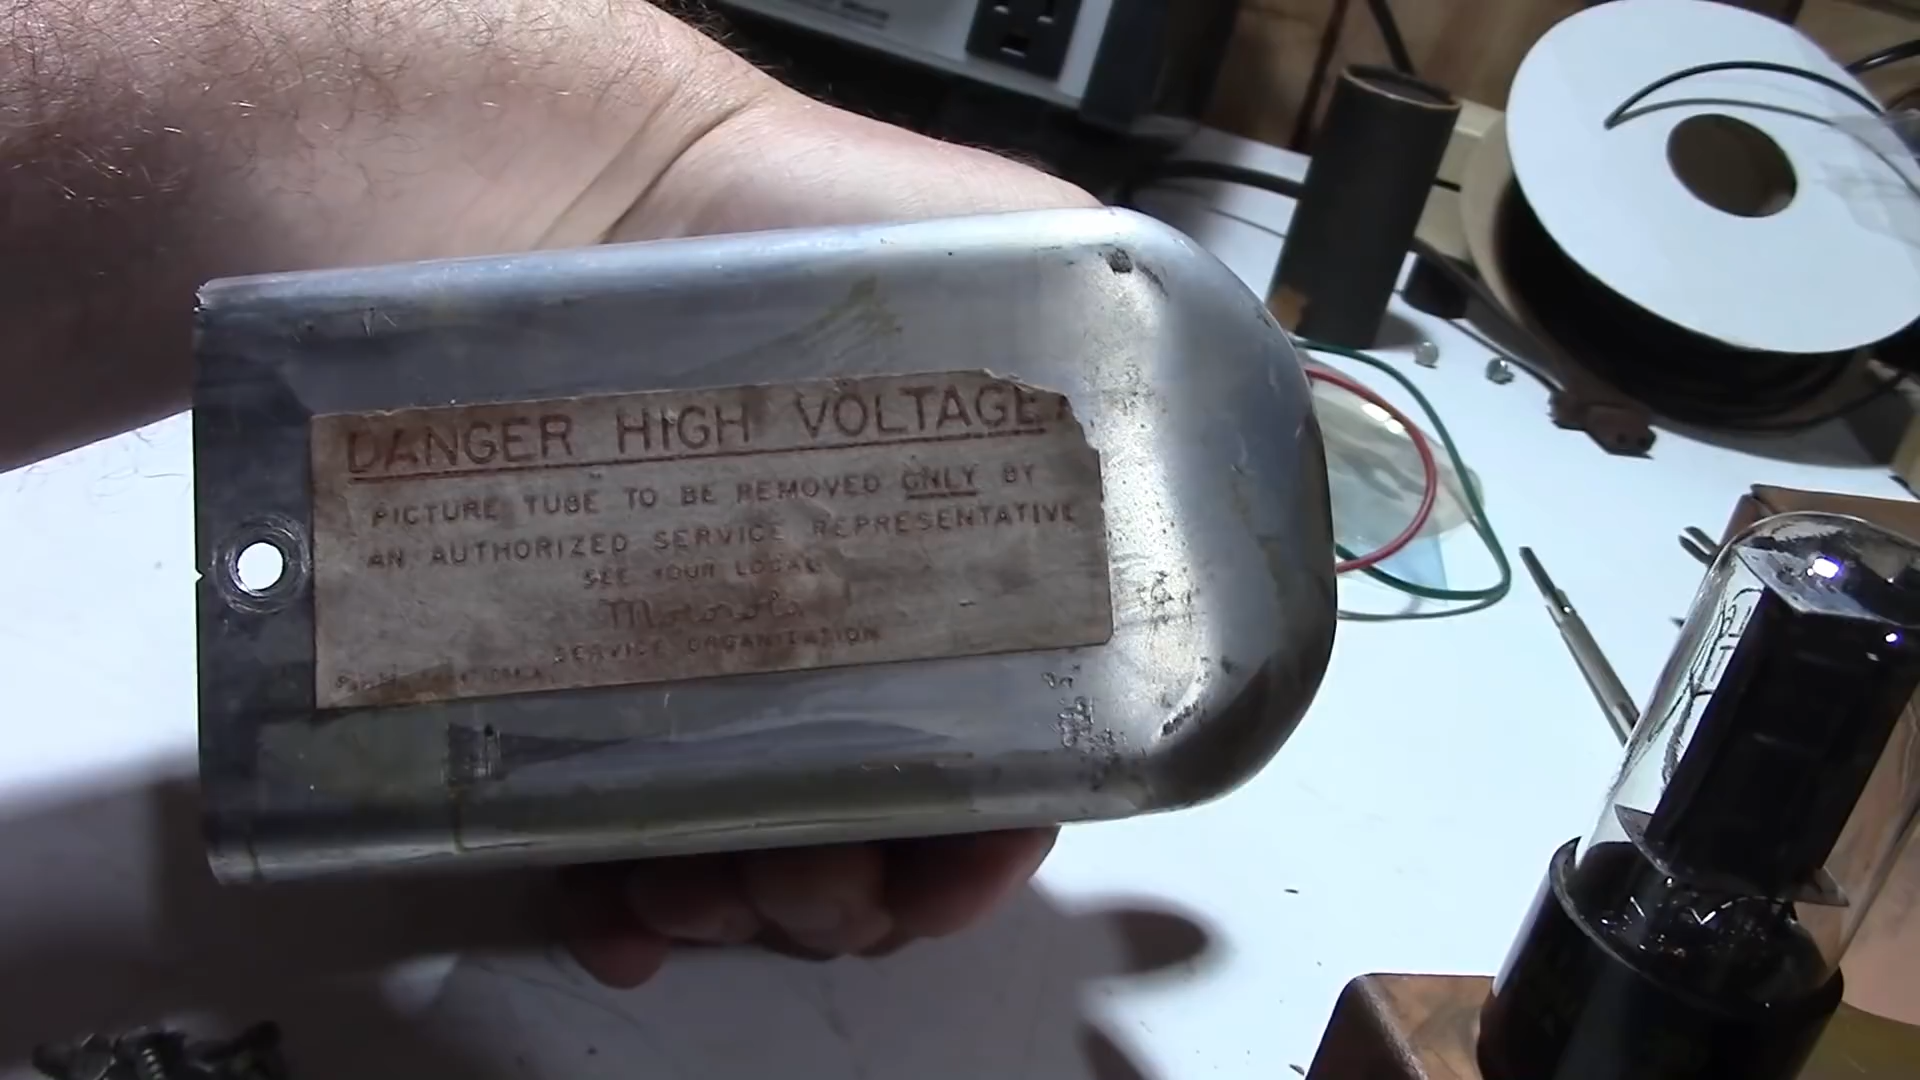 DANGER HIGH VOLTAGE
PICTURE TUBE TO BE REMOVED ONLY BY
AN AUTHORIZED SERVICE REPRESENTATIVE
SEE YOUR LOCAL
Motorola
SERVICE ORGANIZATION